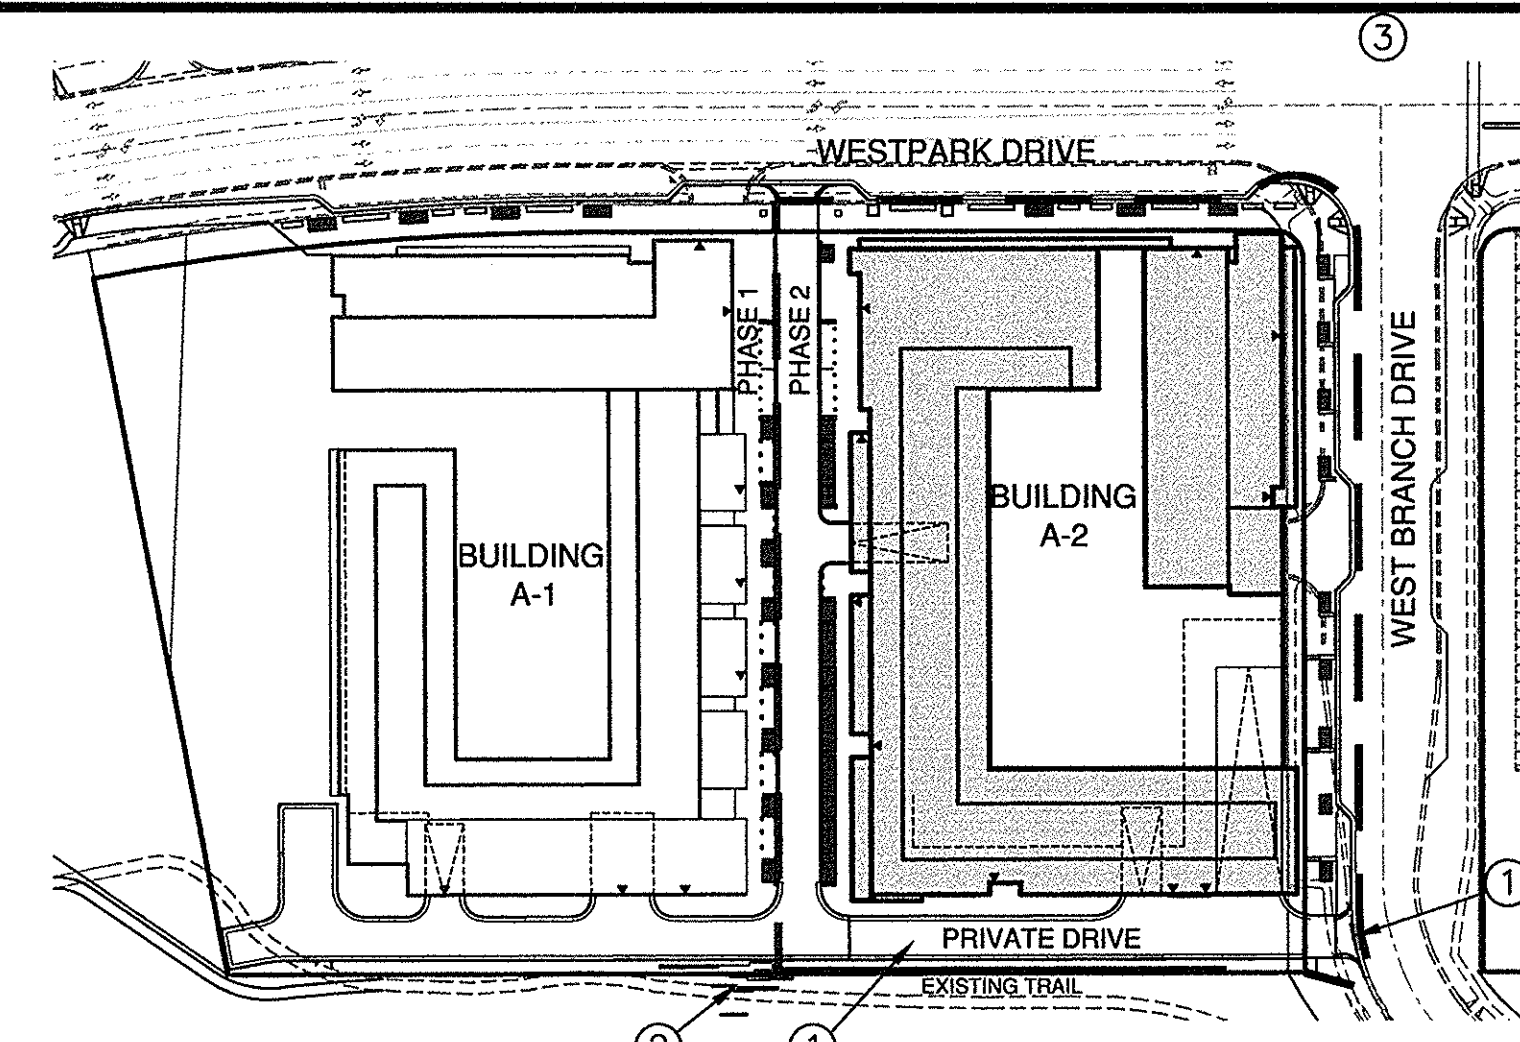 3
WESTPARK DRIVE
PHASE 1
PHASE 2
WEST BRANCH DRIVE
BUILDING
A-2
BUILDING
A-1
1
PRIVATE DRIVE
EXISTING TRAIL